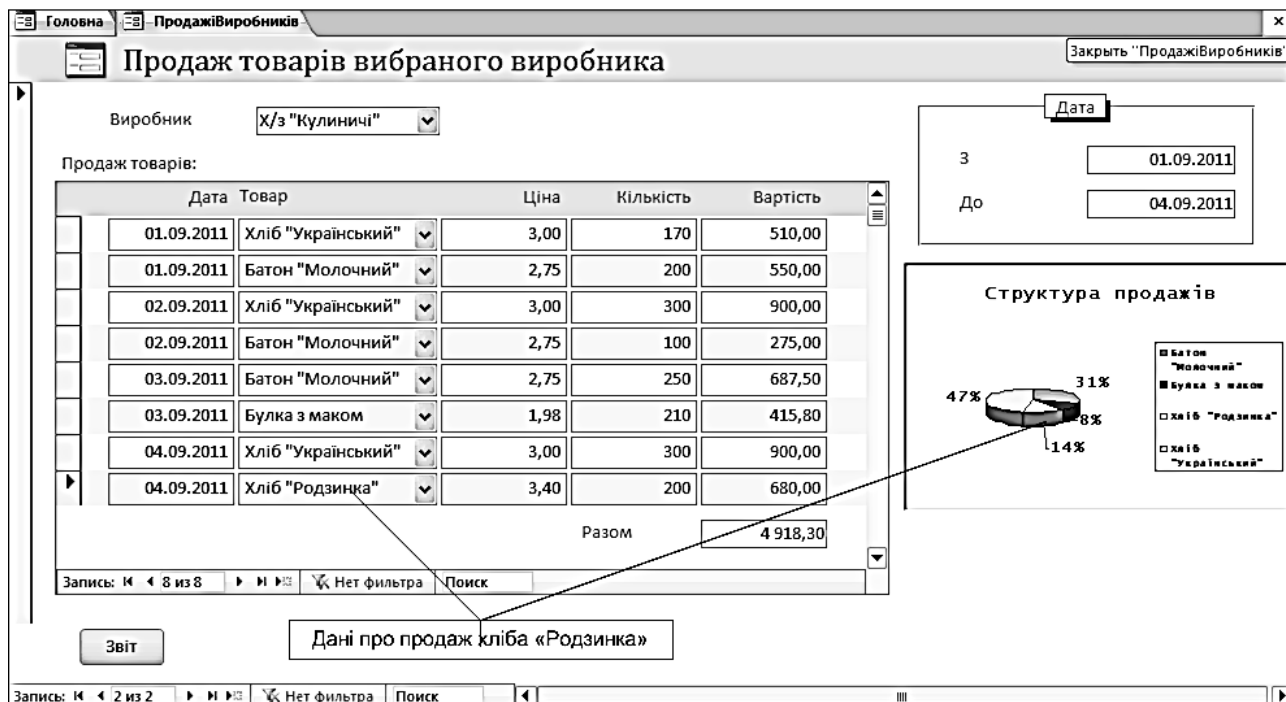 Головна ПродажіВиробників
Закрыть "ПродажіВиробників"
Продаж товарів вибраного виробника
Виробник Х/з "Кулиничі"
Дата
З 01.09.2011
До 04.09.2011
Продаж товарів:
Дата Товар Ціна Кількість Вартість
01.09.2011 Хліб "Український" 3,00 170 510,00
01.09.2011 Батон "Молочний" 2,75 200 550,00
02.09.2011 Хліб "Український" 3,00 300 900,00
02.09.2011 Батон "Молочний" 2,75 100 275,00
03.09.2011 Батон "Молочний" 2,75 250 687,50
03.09.2011 Булка з маком 1,98 210 415,80
04.09.2011 Хліб "Український" 3,00 300 900,00
04.09.2011 Хліб "Родзинка" 3,40 200 680,00
Разом 4 918,30
Запись: 8 из 8 Нет фильтра Поиск
Структура продажів
47%
31%
8%
14%
Батон
"Молочний"
Булка з маком
Хліб "Родзинка"
Хліб
"Український"
Дані про продаж хліба «Родзинка»
Звіт
Запись: 2 из 2 Нет фильтра Поиск